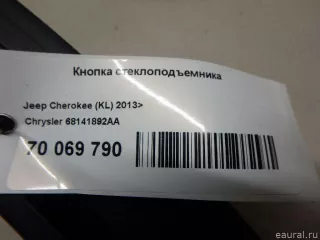 Кнопка стеклоподъемника
Jeep Cherokee (KL) 2013>
Chrysler 68141892AA
70 069 790
eaural.ru